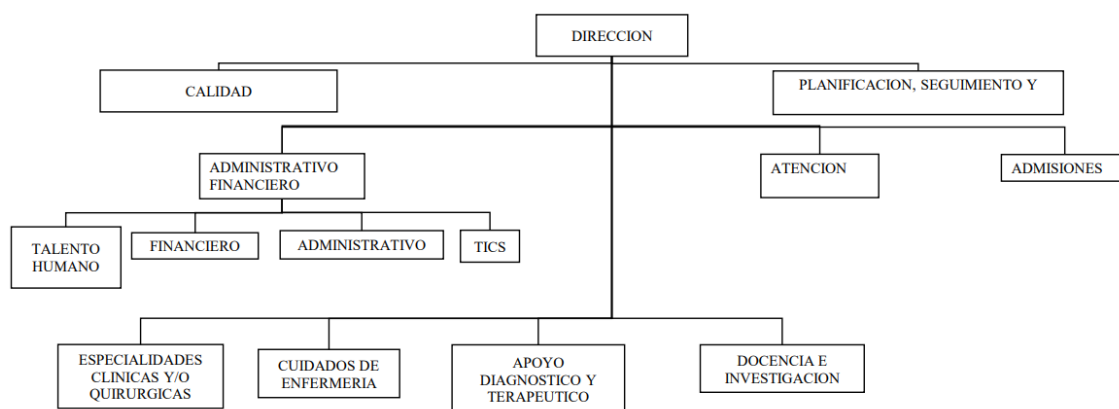 DIRECCION
CALIDAD
PLANIFICACION, SEGUIMIENTO Y
ADMINISTRATIVO
FINANCIERO
ATENCION
ADMISIONES
TALENTO
HUMANO
FINANCIERO
ADMINISTRATIVO
TICS
ESPECIALIDADES
CLINICAS Y/O
QUIRURGICAS
CUIDADOS DE
ENFERMERIA
APOYO
DIAGNOSTICO Y
TERAPEUTICO
DOCENCIA E
INVESTIGACION